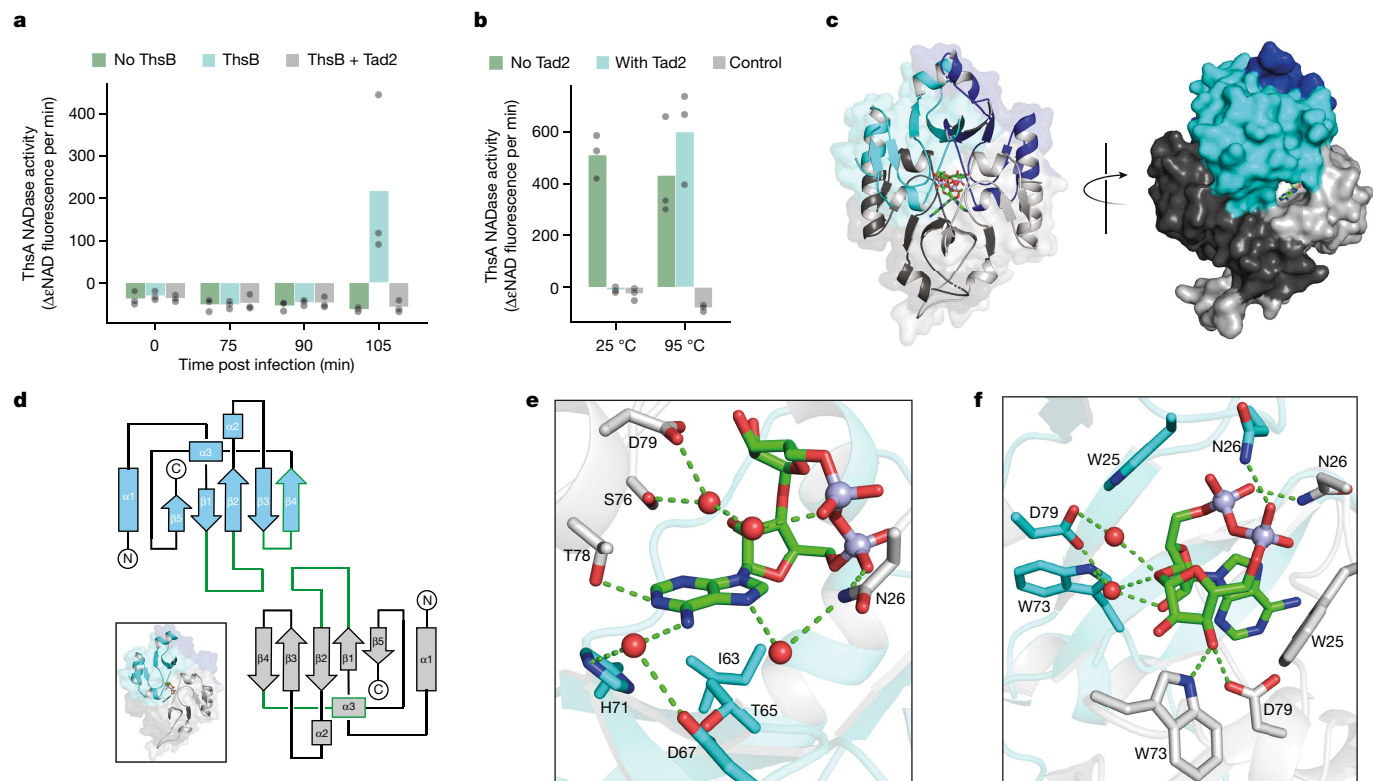 a
No ThsB
ThsB
ThsB + Tad2
ThsA NADase activity
(ΔεNAD fluorescence per min)
400
300
200
100
0
0
75
90
105
Time post infection (min)
b
No Tad2
With Tad2
Control
ThsA NADase activity
(ΔεNAD fluorescence per min)
600
400
200
0
25 °C
95 °C
c
d
α1
N
α3
C
β5
β1
α2
β2
β3
β4
β4
β3
β2
α2
β1
α3
β5
C
N
α1
e
D79
S76
T78
N26
I63
H71
T65
D67
f
W25
N26
N26
D79
W73
W25
D79
W73